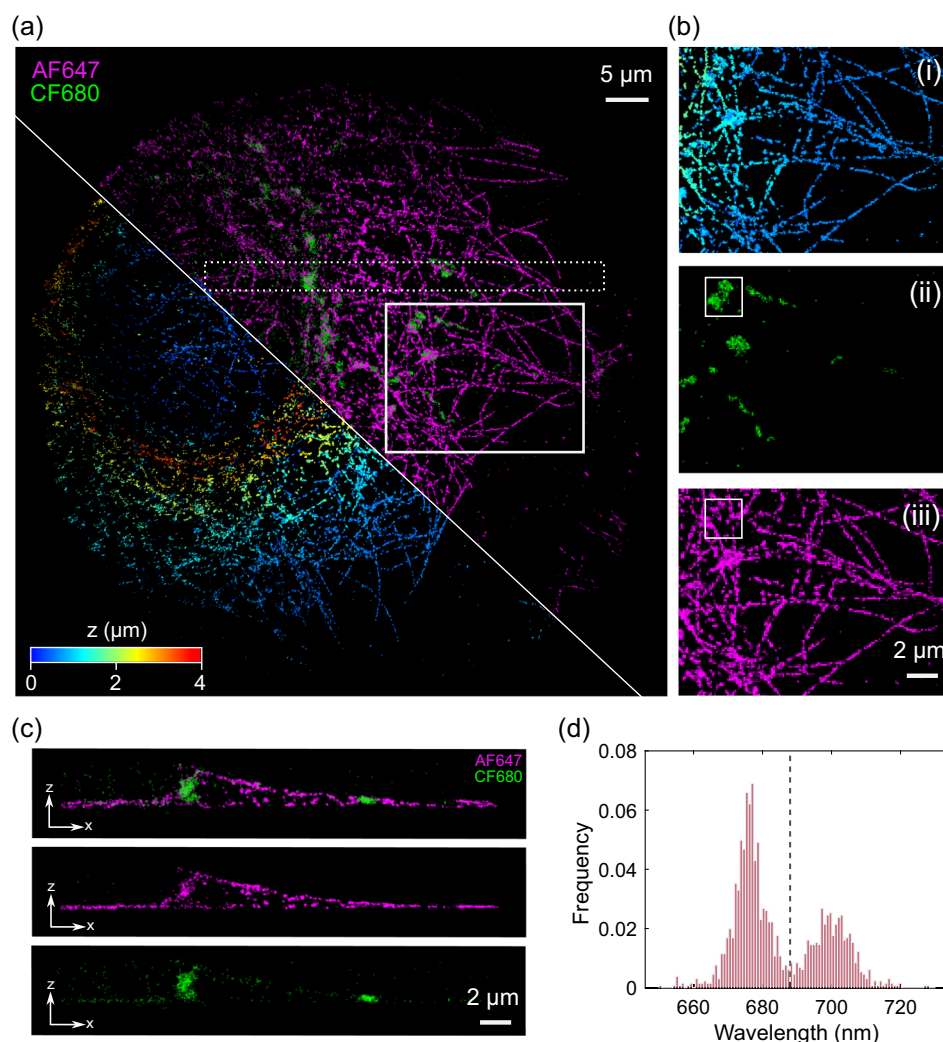 (a)
AF647
CF680
5 µm
z (µm)
0 2 4
(b)
(i)
(ii)
(iii)
2 µm
(c)
AF647
CF680
z
x
z
x
z
x
2 µm
(d)
0.08
0.06
0.04
0.02
0
Frequency
660 680 700 720
Wavelength (nm)